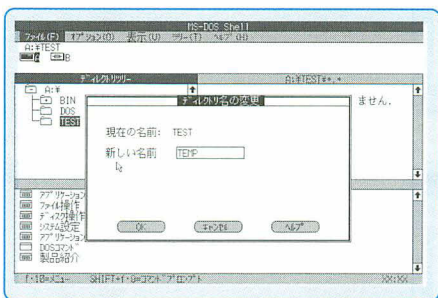 MS-DOS Shell
ファイル(F) オプション(O) 表示(V) ツリー(T) ヘルプ(H)
A:¥TEST
A B
ディレクトリツリー A:¥TEST¥*.*
A:¥
BIN
DOS
TEST
ません.
ディレクトリ名の変更
現在の名前: TEST
新しい名前 TEMP
OK キャンセル ヘルプ
アプリケーション
ファイル操作
ディスク操作
システム設定
アプリケーション
DOSコマンド
製品紹介
f・10=メニュー SHIFT+f・9=コマンドプロンプト XX:XX